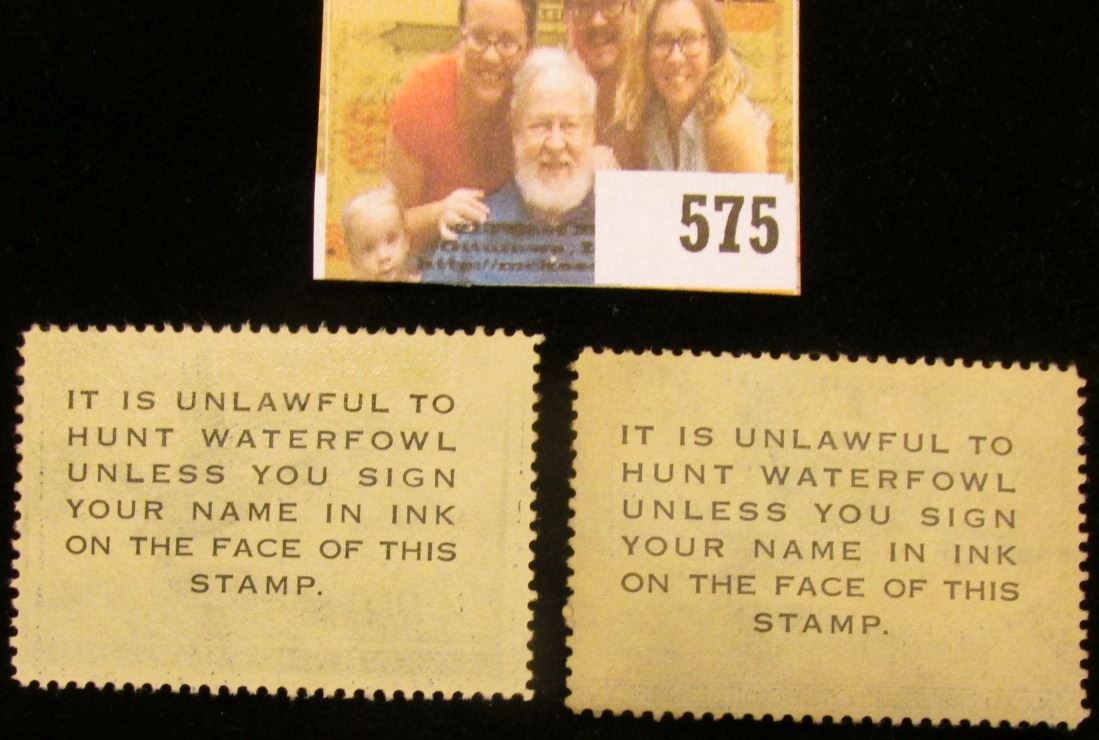 575
IT IS UNLAWFUL TO
HUNT WATERFOWL
UNLESS YOU SIGN
YOUR NAME IN INK
ON THE FACE OF THIS
STAMP.
IT IS UNLAWFUL TO
HUNT WATERFOWL
UNLESS YOU SIGN
YOUR NAME IN INK
ON THE FACE OF THIS
STAMP.